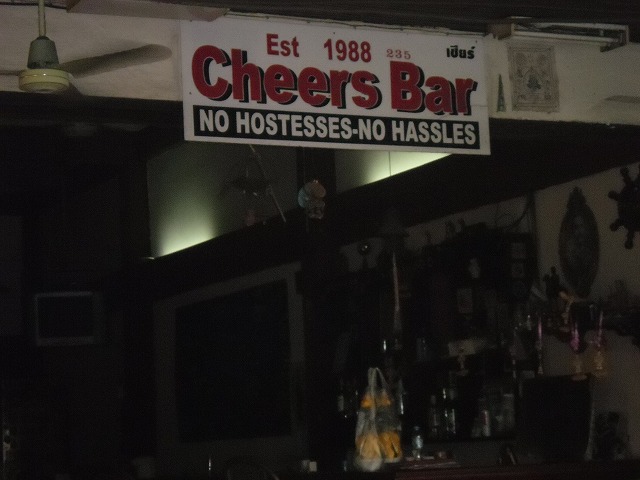 Est 1988 235 เชียร์
Cheers Bar
NO HOSTESSES-NO HASSLES